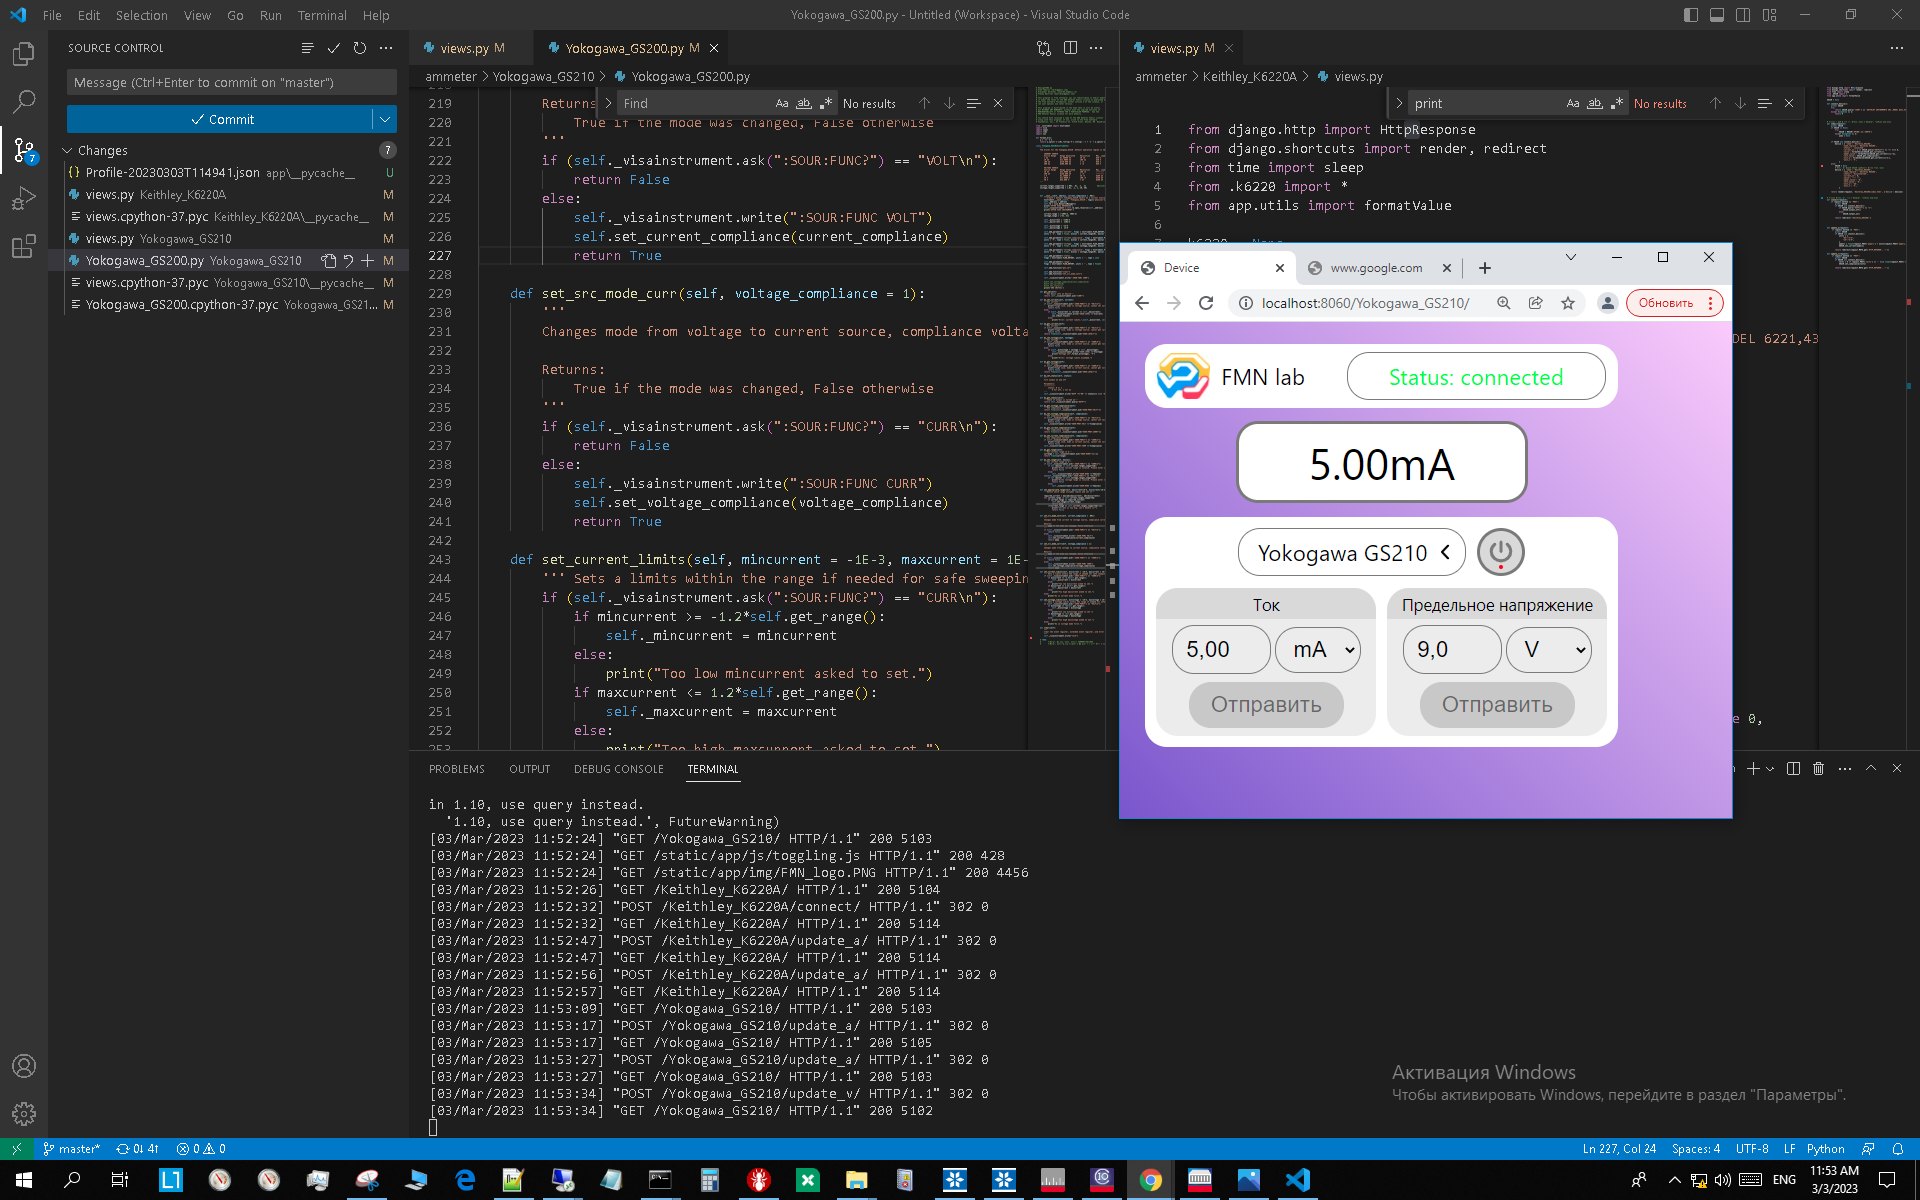 File Edit Selection View Go Run Terminal Help
Yokogawa_GS200.py - Untitled (Workspace) - Visual Studio Code
SOURCE CONTROL
Message (Ctrl+Enter to commit on "master")
Commit
Changes 7
{} Profile-20230303T114941.json app\__pycache__ U
views.py Keithley_K6220A M
views.cpython-37.pyc Keithley_K6220A\__pycache__ M
views.py Yokogawa_GS210 M
Yokogawa_GS200.py Yokogawa_GS210 M
views.cpython-37.pyc Yokogawa_GS210\__pycache__ M
Yokogawa_GS200.cpython-37.pyc Yokogawa_GS21... M
7
views.py M
Yokogawa_GS200.py M
ammeter > Yokogawa_GS210 > Yokogawa_GS200.py
Find Aa ab No results
219 Returns
220 True if the mode was changed, False otherwise
221 '''
222 if (self._visainstrument.ask(":SOUR:FUNC?") == "VOLT\n"):
223 return False
224 else:
225 self._visainstrument.write(":SOUR:FUNC VOLT")
226 self.set_current_compliance(current_compliance)
227 return True
228
229 def set_src_mode_curr(self, voltage_compliance = 1):
230 '''
231 Changes mode from voltage to current source, compliance volta
232
233 Returns:
234 True if the mode was changed, False otherwise
235 '''
236 if (self._visainstrument.ask(":SOUR:FUNC?") == "CURR\n"):
237 return False
238 else:
239 self._visainstrument.write(":SOUR:FUNC CURR")
240 self.set_voltage_compliance(voltage_compliance)
241 return True
242
243 def set_current_limits(self, mincurrent = -1E-3, maxcurrent = 1E-
244 ''' Sets a limits within the range if needed for safe sweepin
245 if (self._visainstrument.ask(":SOUR:FUNC?") == "CURR\n"):
246 if mincurrent >= -1.2*self.get_range():
247 self._mincurrent = mincurrent
248 else:
249 print("Too low mincurrent asked to set.")
250 if maxcurrent <= 1.2*self.get_range():
251 self._maxcurrent = maxcurrent
252 else:
253 print("Too high maxcurrent asked to set.")
views.py M
ammeter > Keithley_K6220A > views.py
print Aa ab No results
1 from django.http import HttpResponse
2 from django.shortcuts import render, redirect
3 from time import sleep
4 from .k6220 import *
5 from app.utils import formatValue
6
7 k6220 = None
DEL 6221,43
e 0,
Device
www.google.com
localhost:8060/Yokogawa_GS210/
Обновить
FMN lab
Status: connected
5.00mA
Yokogawa GS210
Ток
5,00 mA
Отправить
Предельное напряжение
9,0 V
Отправить
PROBLEMS OUTPUT DEBUG CONSOLE TERMINAL
in 1.10, use query instead.
'1.10, use query instead.', FutureWarning)
[03/Mar/2023 11:52:24] "GET /Yokogawa_GS210/ HTTP/1.1" 200 5103
[03/Mar/2023 11:52:24] "GET /static/app/js/toggling.js HTTP/1.1" 200 428
[03/Mar/2023 11:52:24] "GET /static/app/img/FMN_logo.PNG HTTP/1.1" 200 4456
[03/Mar/2023 11:52:26] "GET /Keithley_K6220A/ HTTP/1.1" 200 5104
[03/Mar/2023 11:52:32] "POST /Keithley_K6220A/connect/ HTTP/1.1" 302 0
[03/Mar/2023 11:52:32] "GET /Keithley_K6220A/ HTTP/1.1" 200 5114
[03/Mar/2023 11:52:47] "POST /Keithley_K6220A/update_a/ HTTP/1.1" 302 0
[03/Mar/2023 11:52:47] "GET /Keithley_K6220A/ HTTP/1.1" 200 5114
[03/Mar/2023 11:52:56] "POST /Keithley_K6220A/update_a/ HTTP/1.1" 302 0
[03/Mar/2023 11:52:57] "GET /Keithley_K6220A/ HTTP/1.1" 200 5114
[03/Mar/2023 11:53:09] "GET /Yokogawa_GS210/ HTTP/1.1" 200 5103
[03/Mar/2023 11:53:17] "POST /Yokogawa_GS210/update_a/ HTTP/1.1" 302 0
[03/Mar/2023 11:53:17] "GET /Yokogawa_GS210/ HTTP/1.1" 200 5105
[03/Mar/2023 11:53:27] "POST /Yokogawa_GS210/update_a/ HTTP/1.1" 302 0
[03/Mar/2023 11:53:27] "GET /Yokogawa_GS210/ HTTP/1.1" 200 5103
[03/Mar/2023 11:53:34] "POST /Yokogawa_GS210/update_v/ HTTP/1.1" 302 0
[03/Mar/2023 11:53:34] "GET /Yokogawa_GS210/ HTTP/1.1" 200 5102
Активация Windows
Чтобы активировать Windows, перейдите в раздел "Параметры".
master* 0↓ 4↑ 0 0
Ln 227, Col 24 Spaces: 4 UTF-8 LF Python
ENG
11:53 AM
3/3/2023